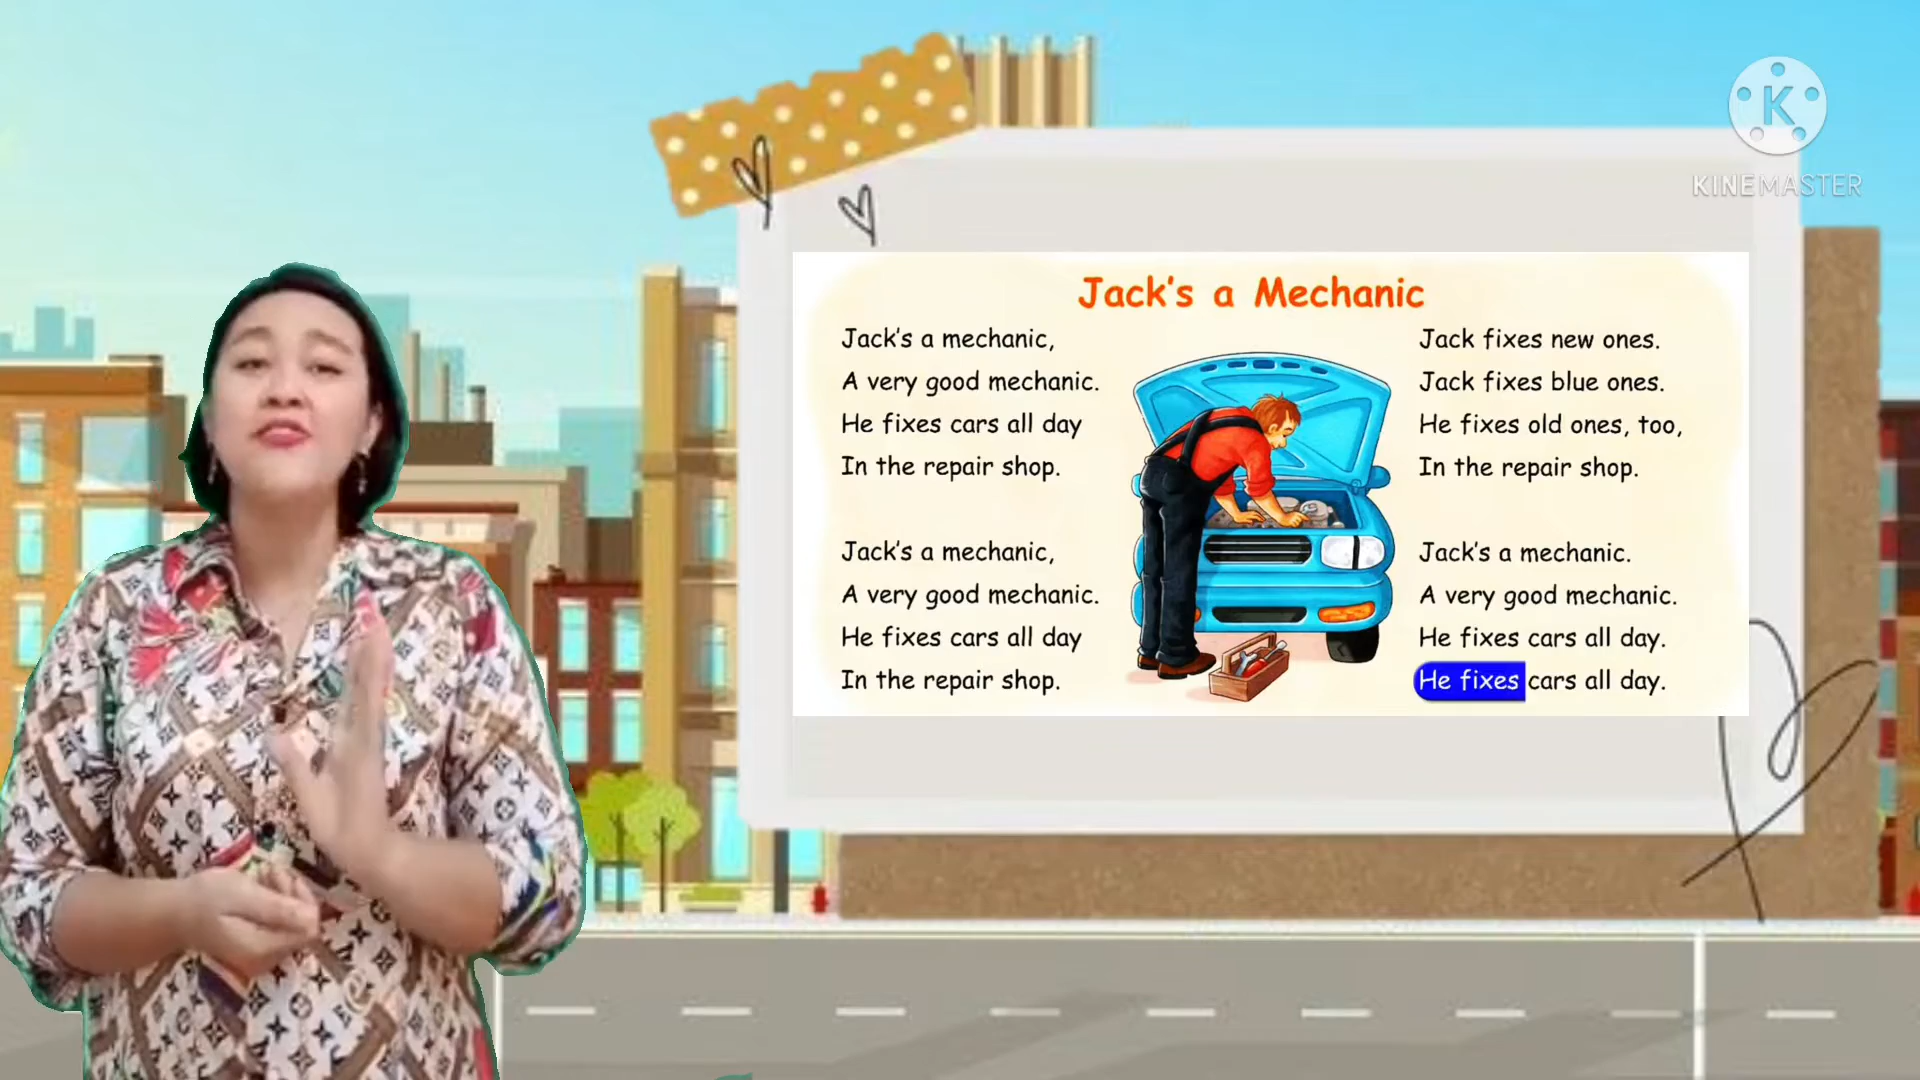 KINEMASTER
Jack's a Mechanic
Jack's a mechanic,
A very good mechanic.
He fixes cars all day
In the repair shop.
Jack's a mechanic,
A very good mechanic.
He fixes cars all day
In the repair shop.
Jack fixes new ones.
Jack fixes blue ones.
He fixes old ones, too,
In the repair shop.
Jack's a mechanic.
A very good mechanic.
He fixes cars all day.
He fixes cars all day.